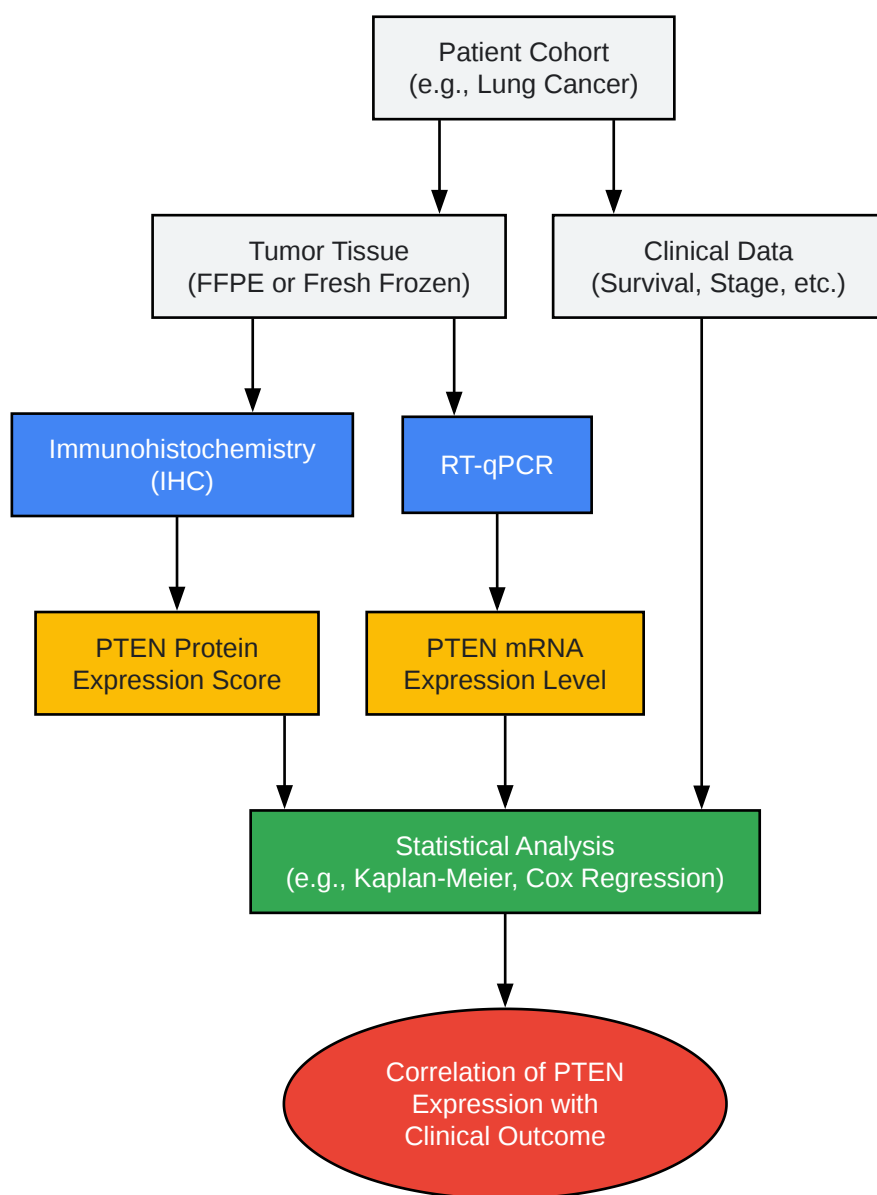 Patient Cohort
(e.g., Lung Cancer)
Tumor Tissue
(FFPE or Fresh Frozen)
Clinical Data
(Survival, Stage, etc.)
Immunohistochemistry
(IHC)
RT-qPCR
PTEN Protein
Expression Score
PTEN mRNA
Expression Level
Statistical Analysis
(e.g., Kaplan-Meier, Cox Regression)
Correlation of PTEN
Expression with
Clinical Outcome